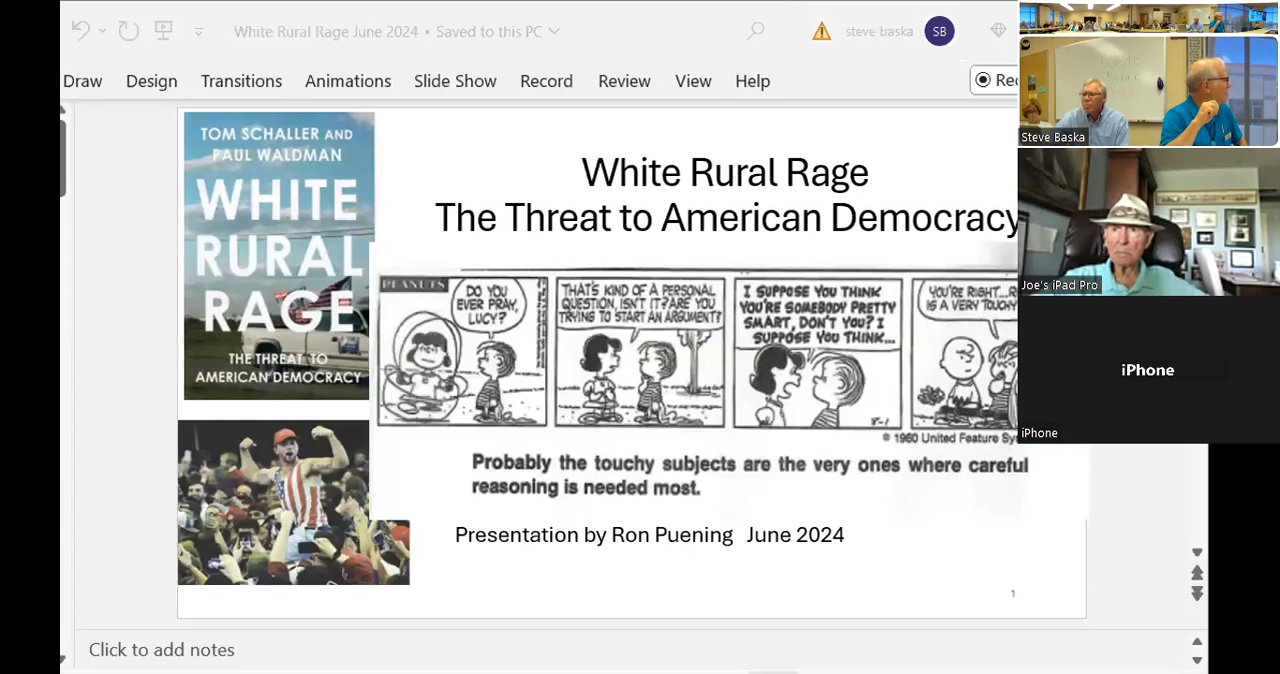 White Rural Rage June 2024 • Saved to this PC
steve baska
SB
Draw Design Transitions Animations Slide Show Record Review View Help
Rec
TOM SCHALLER AND
PAUL WALDMAN
WHITE
RURAL
RAGE
THE THREAT TO
AMERICAN DEMOCRACY
White Rural Rage
The Threat to American Democracy
PEANUTS
DO YOU
EVER PRAY,
LUCY?
THAT'S KIND OF A PERSONAL
QUESTION, ISN'T IT? ARE YOU
TRYING TO START AN ARGUMENT?
I SUPPOSE YOU THINK
YOU'RE SOMEBODY PRETTY
SMART, DON'T YOU? I
SUPPOSE YOU THINK...
YOU'RE RIGHT...R
IS A VERY TOUCHY
8-1
© 1960 United Feature Sy
Probably the touchy subjects are the very ones where careful
reasoning is needed most.
Presentation by Ron Puening June 2024
1
Click to add notes
Steve Baska
Joe's iPad Pro
iPhone
iPhone